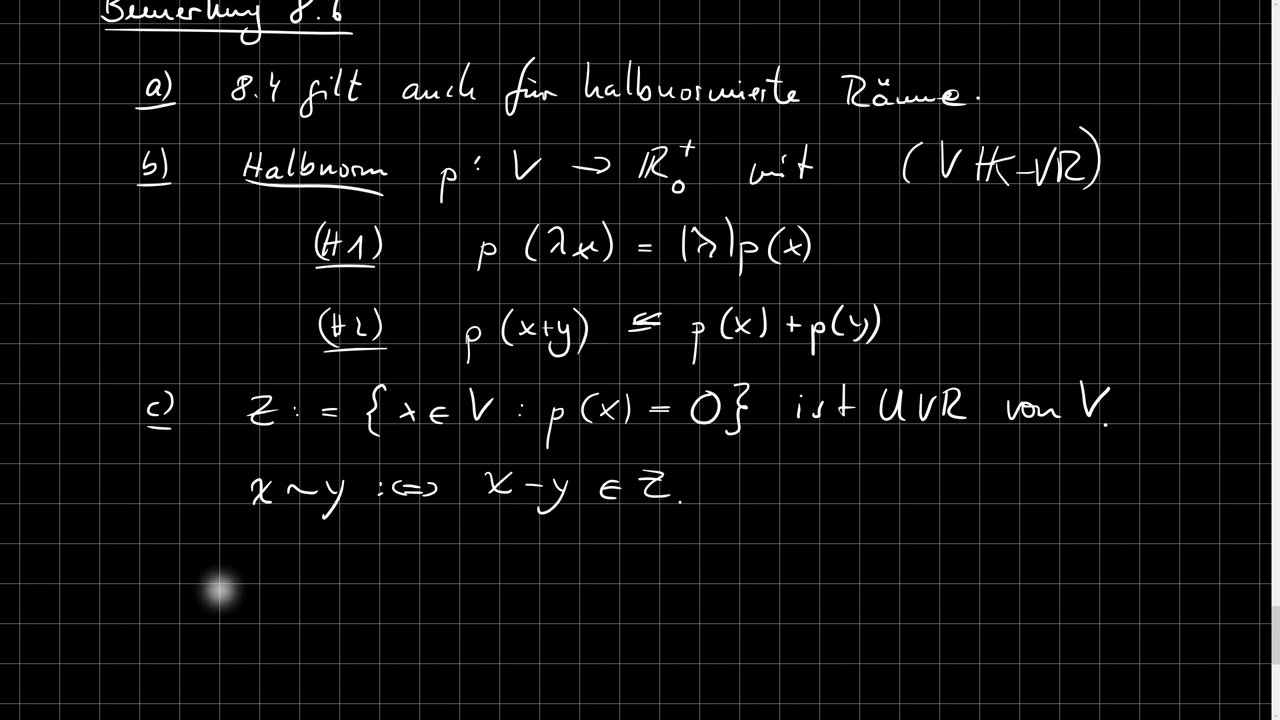 Bemerkung 8.6
a) 8.4 gilt auch für halbnormierte Räume.
b) Halbnorm p : V → ℝ₀⁺ mit (V 𝕂-VR)
(H1) p(λx) = |λ|p(x)
(H2) p(x+y) ≤ p(x) + p(y)
c) Z := {x ∈ V : p(x) = 0} ist UVR von V.
x ~ y :⇔ x - y ∈ Z.